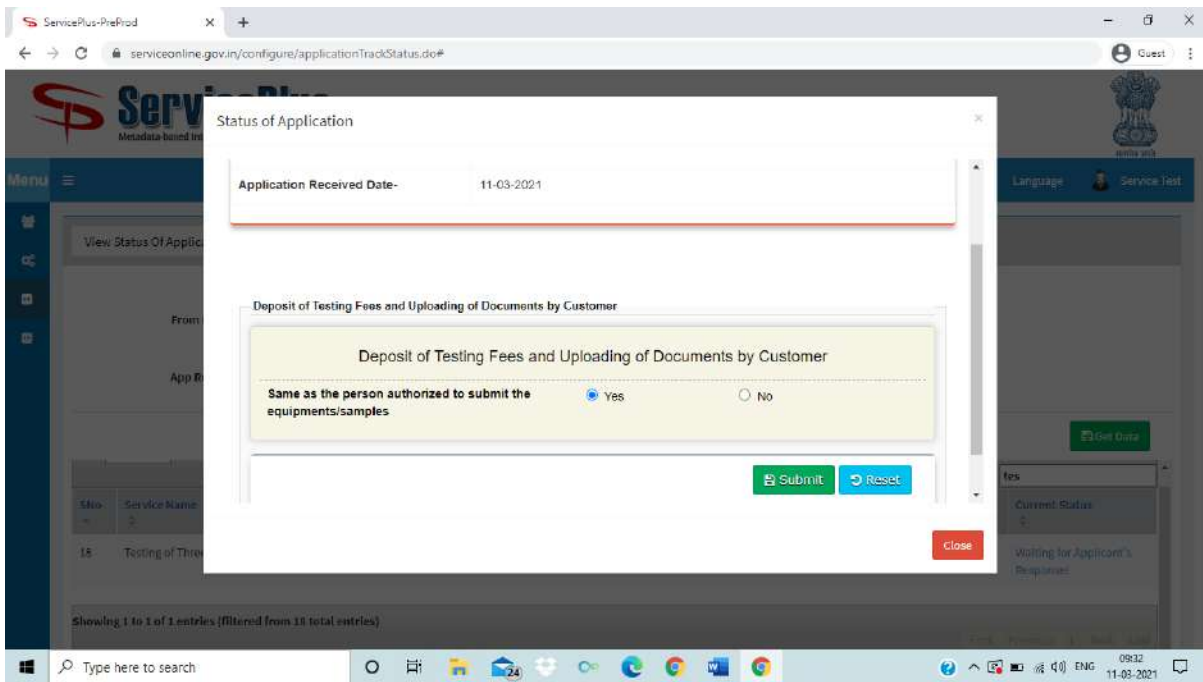 ServicePlus-PreProd
serviceonline.gov.in/configure/applicationTrackStatus.do#
Guest
Status of Application
Metadata-based
Application Received Date- 11-03-2021
Menu
Language
Service Test
View Status Of
Deposit of Testing Fees and Uploading of Documents by Customer
From
Deposit of Testing Fees and Uploading of Documents by Customer
App
Same as the person authorized to submit the
equipments/samples
Yes
No
Get Data
Submit
Reset
tes
SNo
Service Name
Current Status
Close
18
Testing of Three
Waiting for Applicant's
Response
Showing 1 to 1 of 1 entries (filtered from 18 total entries)
Type here to search
24
ENG
09:32
11-03-2021